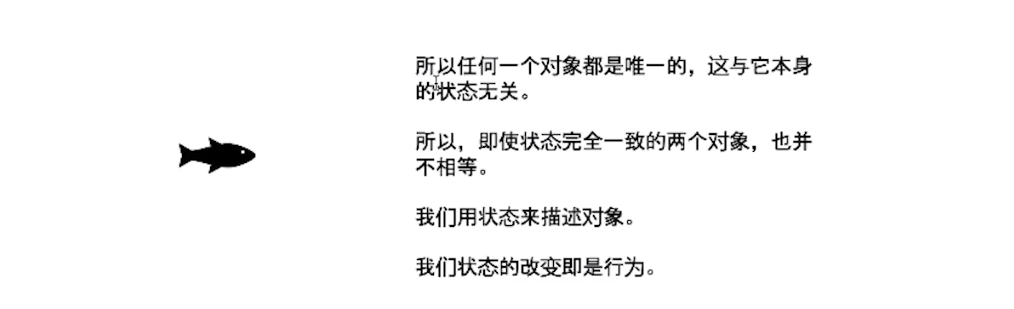 所以任何一个对象都是唯一的，这与它本身
的状态无关。
所以，即使状态完全一致的两个对象，也并
不相等。
我们用状态来描述对象。
我们状态的改变即是行为。